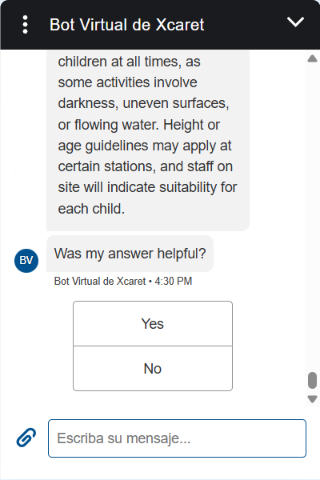 Bot Virtual de Xcaret
children at all times, as
some activities involve
darkness, uneven surfaces,
or flowing water. Height or
age guidelines may apply at
certain stations, and staff on
site will indicate suitability for
each child.
BV
Was my answer helpful?
Bot Virtual de Xcaret • 4:30 PM
Yes
No
Escriba su mensaje...